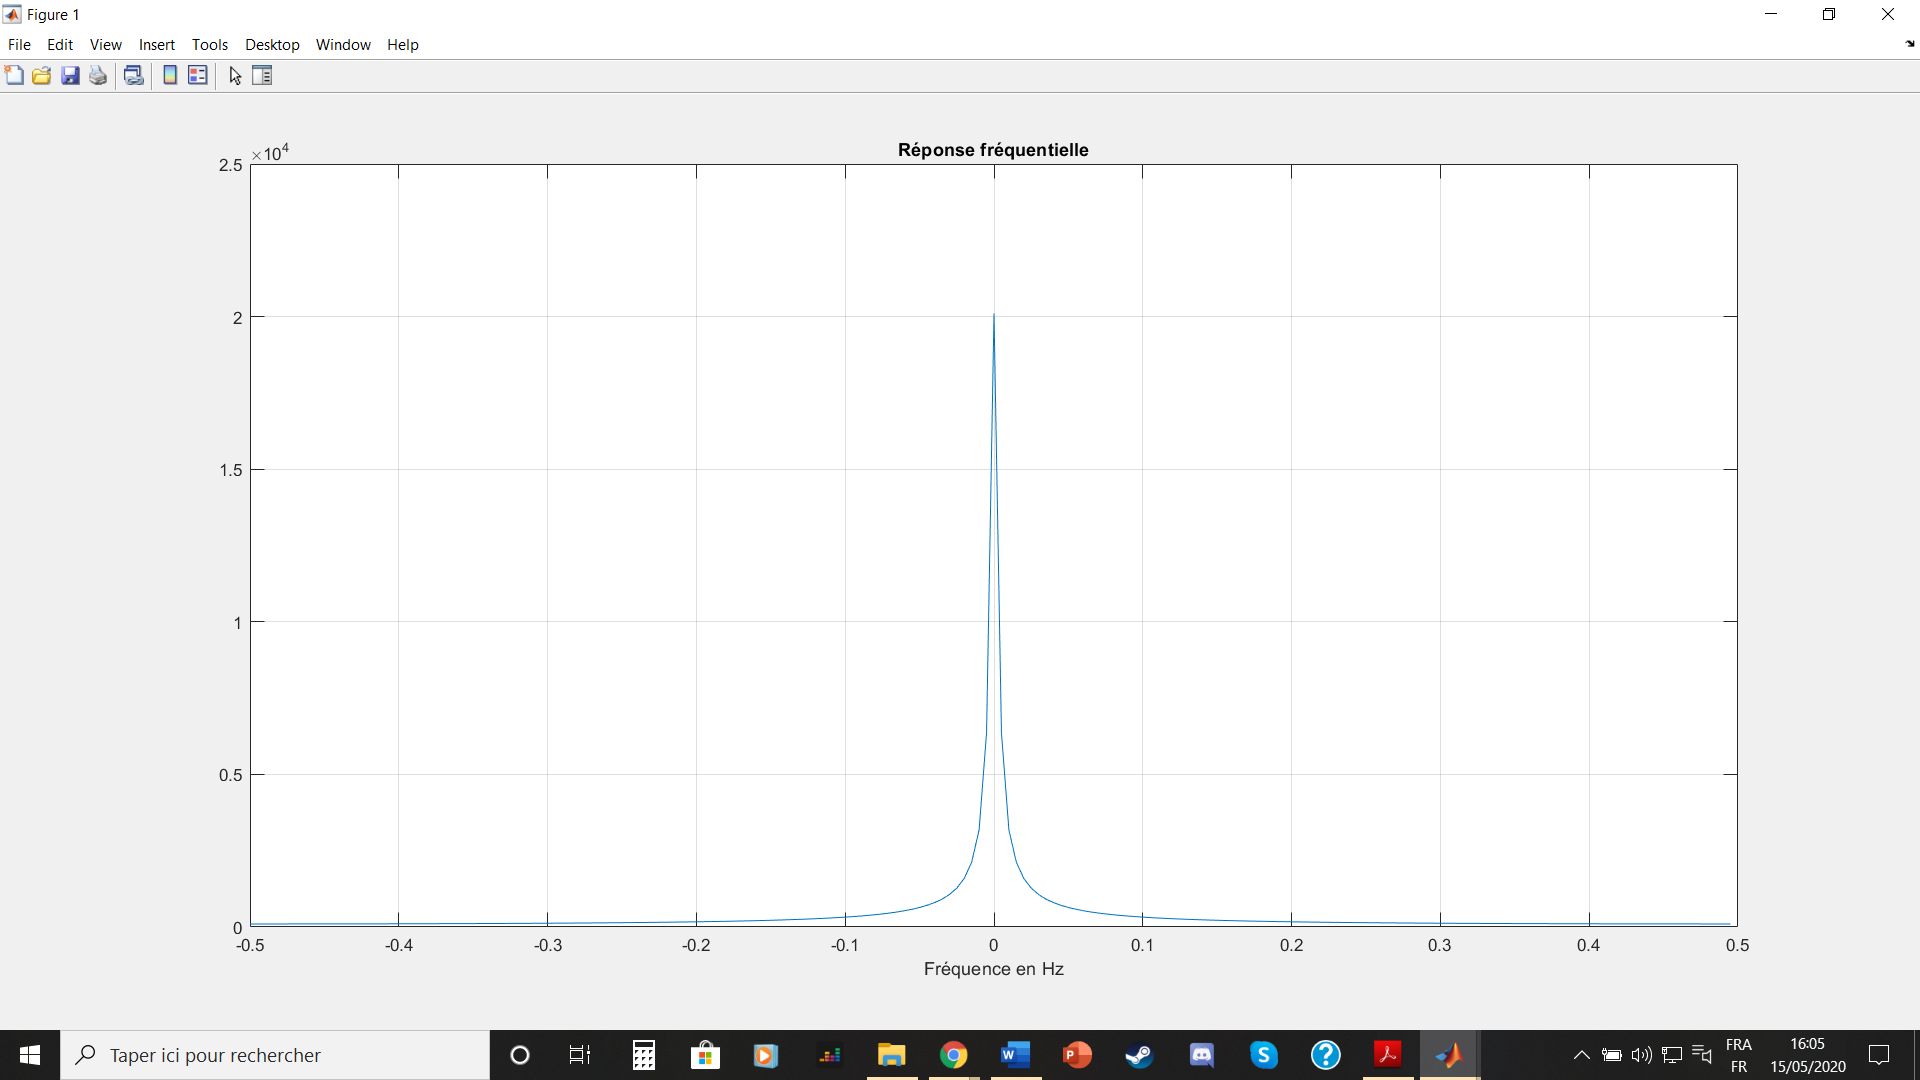 Figure 1
File Edit View Insert Tools Desktop Window Help
Réponse fréquentielle
×10^4
2.5
2
1.5
1
0.5
0
-0.5 -0.4 -0.3 -0.2 -0.1 0 0.1 0.2 0.3 0.4 0.5
Fréquence en Hz
Taper ici pour rechercher
W
P
S
?
FRA
FR
16:05
15/05/2020